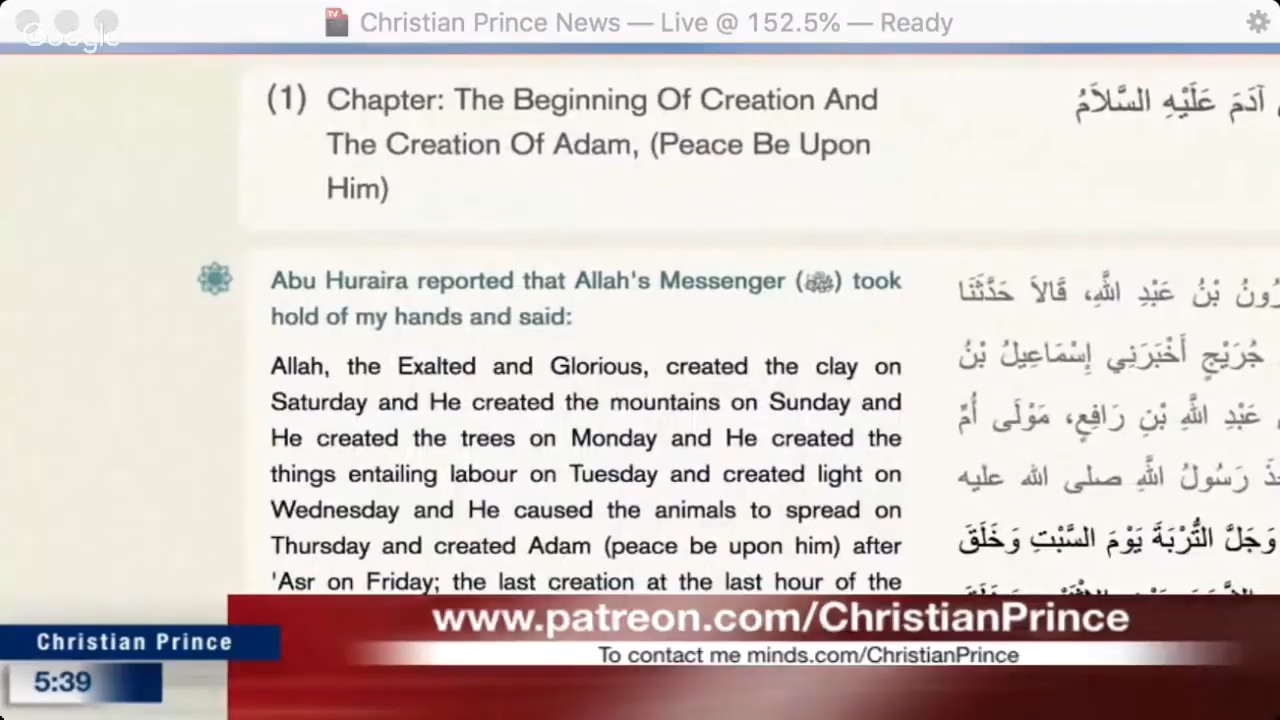 Google
TV
Christian Prince News — Live @ 152.5% — Ready
(1) Chapter: The Beginning Of Creation And
The Creation Of Adam, (Peace Be Upon
Him)
آدَمَ عَلَيْهِ السَّلاَمُ
Abu Huraira reported that Allah's Messenger (ﷺ) took
hold of my hands and said:
Allah, the Exalted and Glorious, created the clay on
Saturday and He created the mountains on Sunday and
He created the trees on Monday and He created the
things entailing labour on Tuesday and created light on
Wednesday and He caused the animals to spread on
Thursday and created Adam (peace be upon him) after
'Asr on Friday; the last creation at the last hour of the
بْنُ عَبْدِ اللَّهِ، قَالاَ حَدَّثَنَا
جُرَيْجٍ أَخْبَرَنِي إِسْمَاعِيلُ بْنُ
عَبْدِ اللَّهِ بْنِ رَافِعٍ، مَوْلَى أُمِّ
رَسُولُ اللَّهِ صلى الله عليه
وَجَلَّ التُّرْبَةَ يَوْمَ السَّبْتِ وَخَلَقَ
www.patreon.com/ChristianPrince
To contact me minds.com/ChristianPrince
Christian Prince
5:39